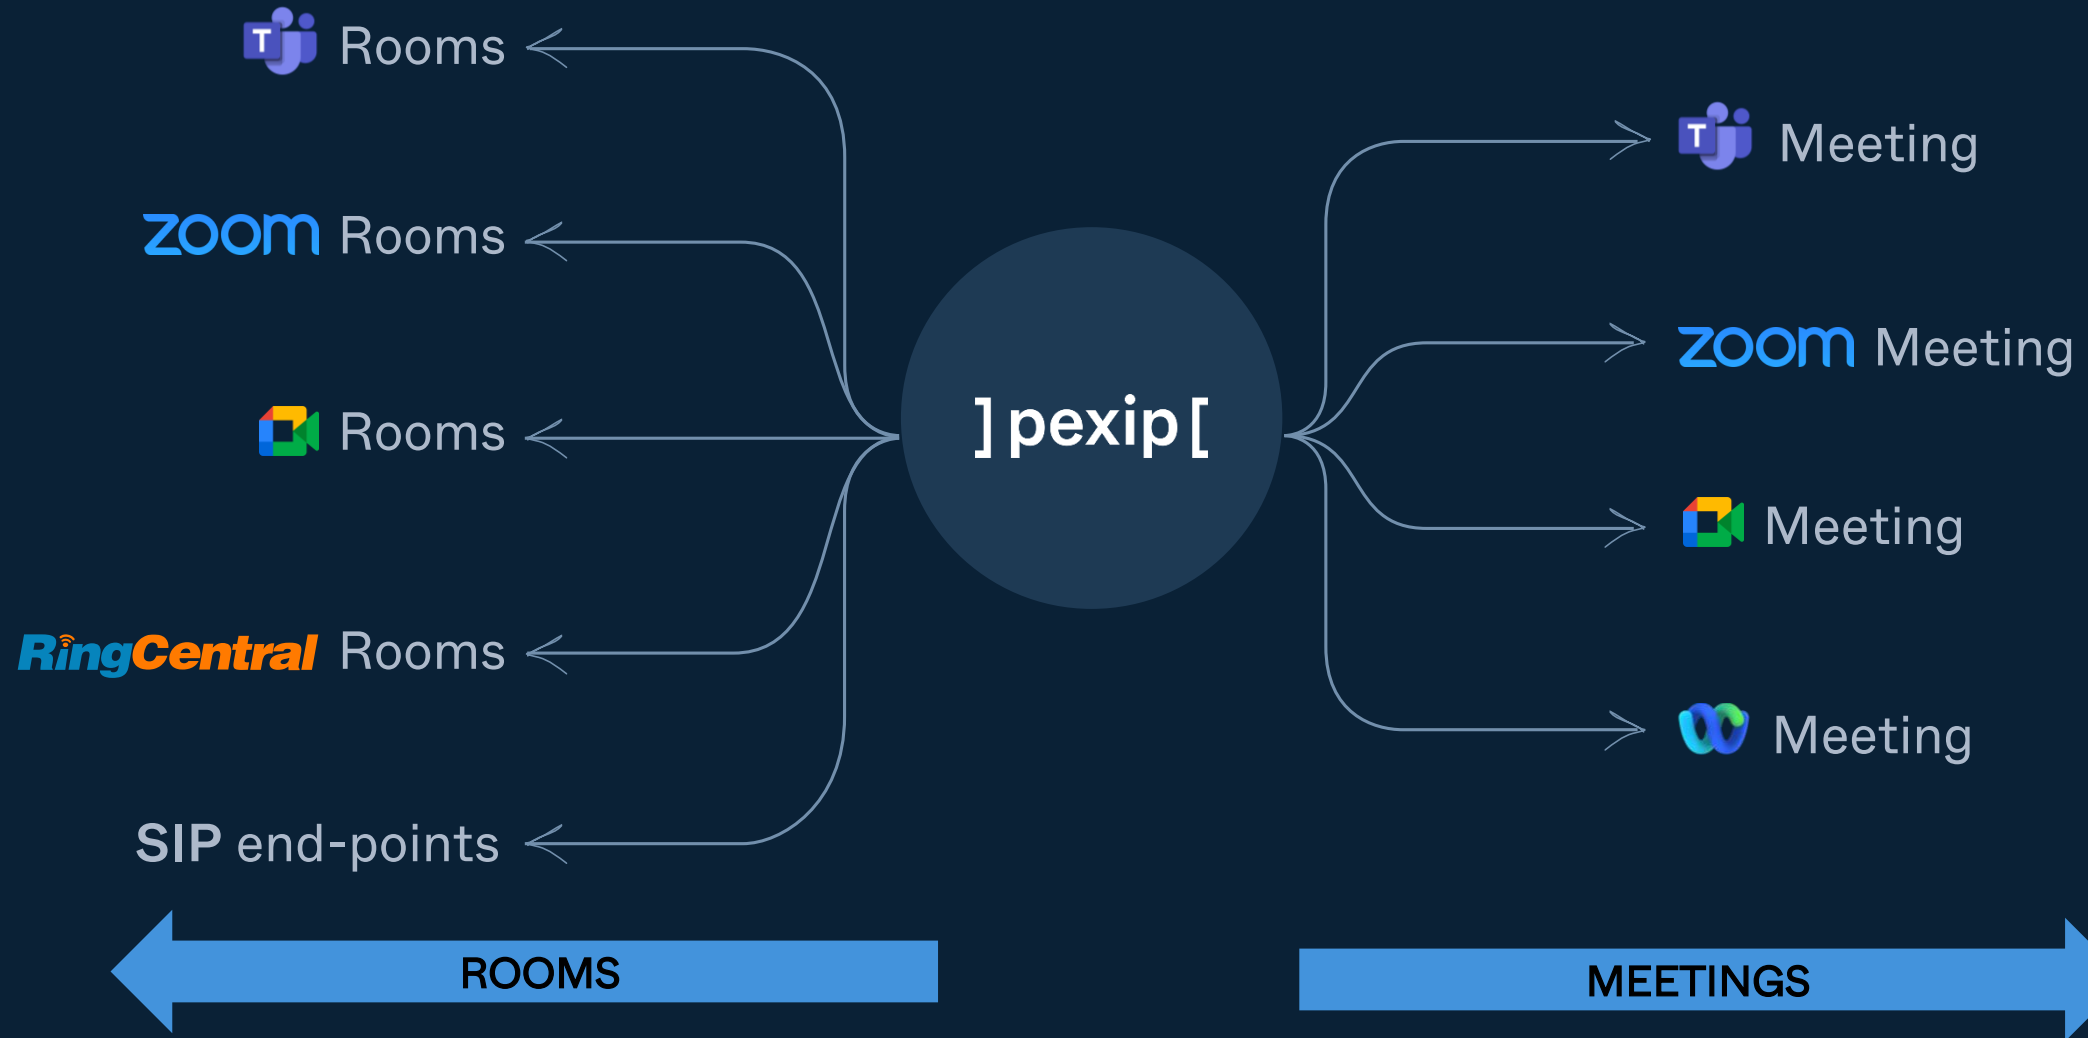 T Rooms
zoom Rooms
Rooms
RingCentral Rooms
SIP end-points
]pexip[
T Meeting
zoom Meeting
Meeting
Meeting
ROOMS
MEETINGS